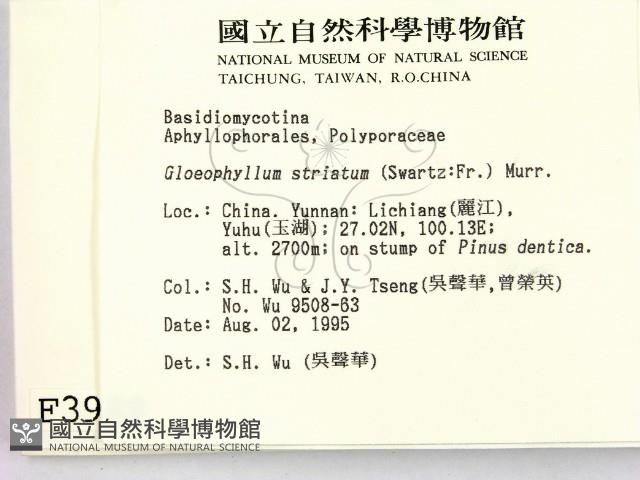 國立自然科學博物館
NATIONAL MUSEUM OF NATURAL SCIENCE
TAICHUNG, TAIWAN, R.O.CHINA
Basidiomycotina
Aphyllophorales, Polyporaceae
Gloeophyllum striatum (Swartz:Fr.) Murr.
Loc.: China. Yunnan: Lichiang(麗江),
Yuhu(玉湖); 27.02N, 100.13E;
alt. 2700m; on stump of Pinus dentica.
Col.: S.H. Wu & J.Y. Tseng(吳聲華,曾榮英)
No. Wu 9508-63
Date: Aug. 02, 1995
Det.: S.H. Wu (吳聲華)
F39
國立自然科學博物館
NATIONAL MUSEUM OF NATURAL SCIENCE